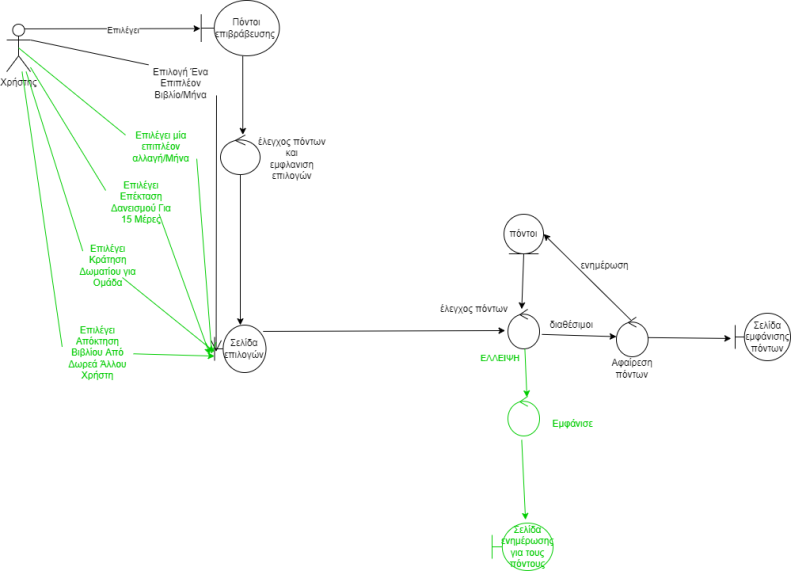 Πόντοι
επιβράβευσης
Επιλέγει
Χρήστης
Επιλογή Ένα
Επιπλέον
Βιβλίο/Μήνα
Επιλέγει μία
επιπλέον
αλλαγή/Μήνα
έλεγχος πόντων
και
εμφλανιση
επιλογών
Επιλέγει
Επέκταση
Δανεισμού Για
15 Μέρες
Επιλέγει
Κράτηση
Δωματίου για
Ομάδα
Επιλέγει
Απόκτηση
Βιβλίου Από
Δωρεά Άλλου
Χρήστη
Σελίδα
επιλογών
πόντοι
ενημέρωση
έλεγχος πόντων
διαθέσιμοι
Αφαίρεση
πόντων
Σελίδα
εμφάνισης
πόντων
ΕΛΛΕΙΨΗ
Εμφάνισε
Σελίδα
ενημέρωσης
για τους
πόντους